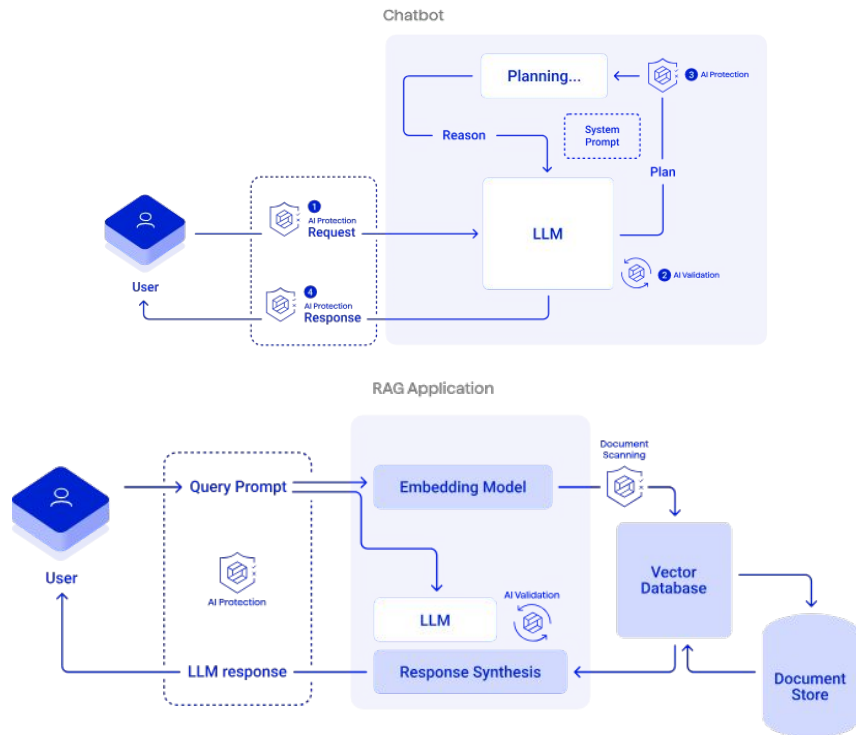 Chatbot
Planning...
3 AI Protection
Reason
System
Prompt
Plan
1
AI Protection
Request
LLM
User
2 AI Validation
4
AI Protection
Response
RAG Application
Document
Scanning
Query Prompt
Embedding Model
User
AI Protection
AI Validation
LLM
Vector
Database
LLM response
Response Synthesis
Document
Store